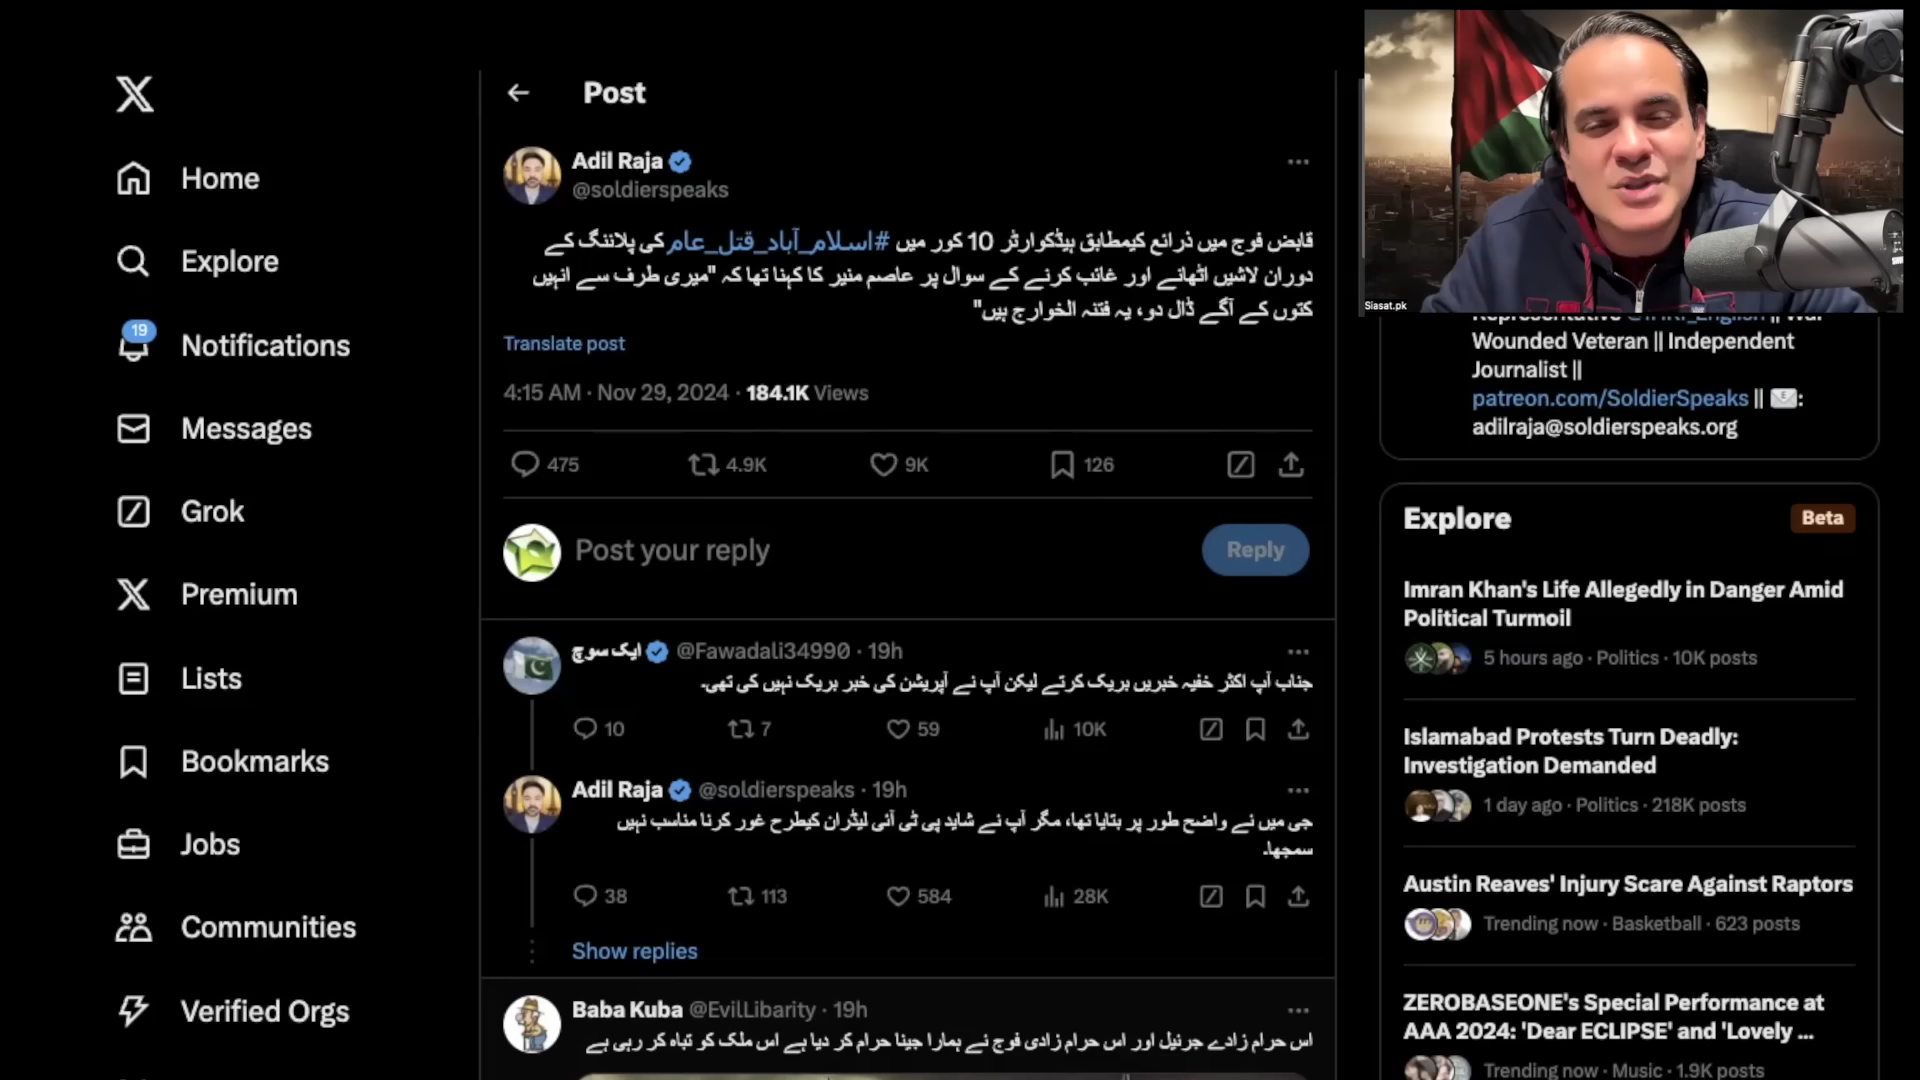 Home
Explore
19
Notifications
Messages
Grok
Premium
Lists
Bookmarks
Jobs
Communities
Verified Orgs
Post
Adil Raja
@soldierspeaks
قابض فوج میں ذرائع کیمطابق ہیڈکوارٹر 10 کور میں #اسلام_آباد_قتل_عام کی پلاننگ کے
دوران لاشیں اٹھانے اور غائب کرنے کے سوال پر عاصم منیر کا کہنا تھا کہ "میری طرف سے انہیں
کتوں کے آگے ڈال دو، یہ فتنہ الخوارج ہیں"
Translate post
4:15 AM · Nov 29, 2024 · 184.1K Views
475 4.9K 9K 126
Post your reply
Reply
ایک سوچ @Fawadali34990 · 19h
جناب آپ اکثر خفیہ خبریں بریک کرتے لیکن آپ نے آپریشن کی خبر بریک نہیں کی تھی۔
10 7 59 10K
Adil Raja @soldierspeaks · 19h
جی میں نے واضح طور پر بتایا تھا، مگر آپ نے شاید پی ٹی آئی لیڈران کیطرح غور کرنا مناسب نہیں
سمجھا۔
38 113 584 28K
Show replies
Baba Kuba @EvilLibarity · 19h
اس حرام زادے جرنیل اور اس حرام زادی فوج نے ہمارا جینا حرام کر دیا ہے اس ملک کو تباہ کر رہی ہے
Siasat.pk
Representative @IHRF_English || War
Wounded Veteran || Independent
Journalist ||
patreon.com/SoldierSpeaks || :
adilraja@soldierspeaks.org
Explore
Beta
Imran Khan's Life Allegedly in Danger Amid
Political Turmoil
5 hours ago · Politics · 10K posts
Islamabad Protests Turn Deadly:
Investigation Demanded
1 day ago · Politics · 218K posts
Austin Reaves' Injury Scare Against Raptors
Trending now · Basketball · 623 posts
ZEROBASEONE's Special Performance at
AAA 2024: 'Dear ECLIPSE' and 'Lovely ...
Trending now · Music · 1.9K posts